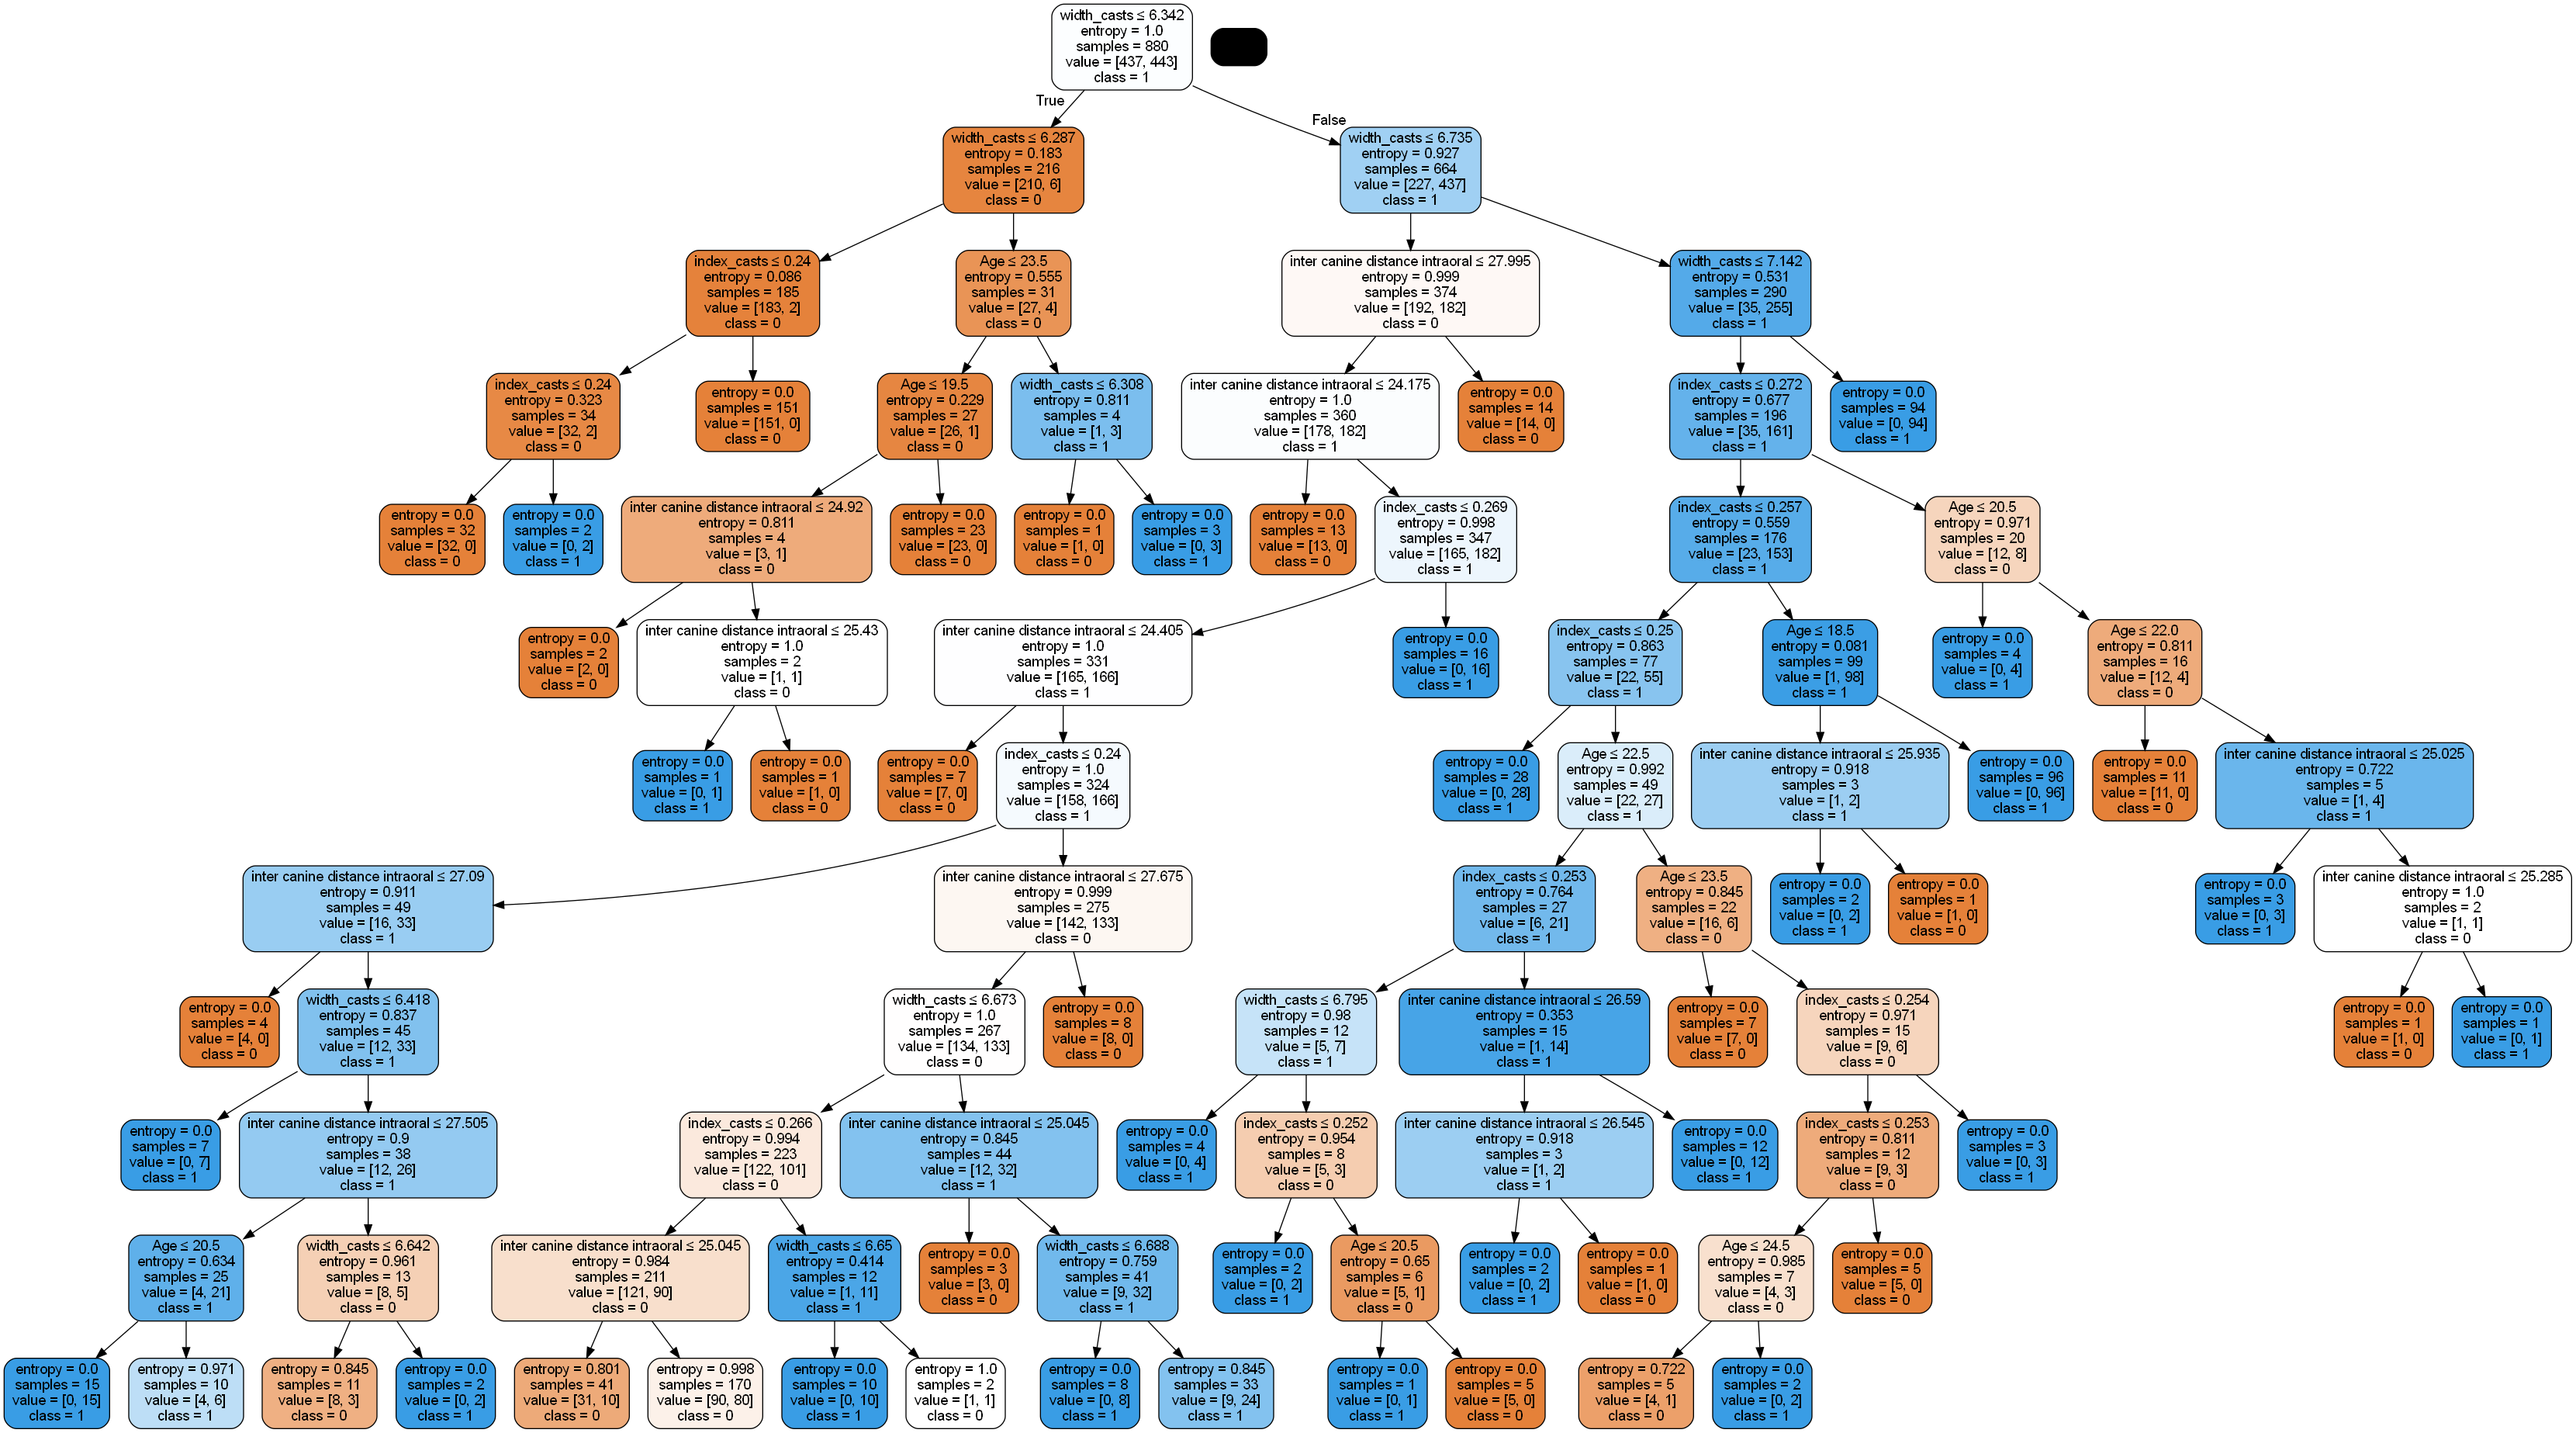 width_casts ≤ 6.342
entropy = 1.0
samples = 880
value = [437, 443]
class = 1
True
False
width_casts ≤ 6.287
entropy = 0.183
samples = 216
value = [210, 6]
class = 0
width_casts ≤ 6.735
entropy = 0.927
samples = 664
value = [227, 437]
class = 1
index_casts ≤ 0.24
entropy = 0.086
samples = 185
value = [183, 2]
class = 0
Age ≤ 23.5
entropy = 0.555
samples = 31
value = [27, 4]
class = 0
inter canine distance intraoral ≤ 27.995
entropy = 0.999
samples = 374
value = [192, 182]
class = 0
width_casts ≤ 7.142
entropy = 0.531
samples = 290
value = [35, 255]
class = 1
index_casts ≤ 0.24
entropy = 0.323
samples = 34
value = [32, 2]
class = 0
entropy = 0.0
samples = 151
value = [151, 0]
class = 0
Age ≤ 19.5
entropy = 0.229
samples = 27
value = [26, 1]
class = 0
width_casts ≤ 6.308
entropy = 0.811
samples = 4
value = [1, 3]
class = 1
inter canine distance intraoral ≤ 24.175
entropy = 1.0
samples = 360
value = [178, 182]
class = 1
entropy = 0.0
samples = 14
value = [14, 0]
class = 0
index_casts ≤ 0.272
entropy = 0.677
samples = 196
value = [35, 161]
class = 1
entropy = 0.0
samples = 94
value = [0, 94]
class = 1
entropy = 0.0
samples = 32
value = [32, 0]
class = 0
entropy = 0.0
samples = 2
value = [0, 2]
class = 1
inter canine distance intraoral ≤ 24.92
entropy = 0.811
samples = 4
value = [3, 1]
class = 0
entropy = 0.0
samples = 23
value = [23, 0]
class = 0
entropy = 0.0
samples = 1
value = [1, 0]
class = 0
entropy = 0.0
samples = 3
value = [0, 3]
class = 1
entropy = 0.0
samples = 13
value = [13, 0]
class = 0
index_casts ≤ 0.269
entropy = 0.998
samples = 347
value = [165, 182]
class = 1
index_casts ≤ 0.257
entropy = 0.559
samples = 176
value = [23, 153]
class = 1
Age ≤ 20.5
entropy = 0.971
samples = 20
value = [12, 8]
class = 0
entropy = 0.0
samples = 2
value = [2, 0]
class = 0
inter canine distance intraoral ≤ 25.43
entropy = 1.0
samples = 2
value = [1, 1]
class = 0
inter canine distance intraoral ≤ 24.405
entropy = 1.0
samples = 331
value = [165, 166]
class = 1
entropy = 0.0
samples = 16
value = [0, 16]
class = 1
index_casts ≤ 0.25
entropy = 0.863
samples = 77
value = [22, 55]
class = 1
Age ≤ 18.5
entropy = 0.081
samples = 99
value = [1, 98]
class = 1
entropy = 0.0
samples = 4
value = [0, 4]
class = 1
Age ≤ 22.0
entropy = 0.811
samples = 16
value = [12, 4]
class = 0
entropy = 0.0
samples = 1
value = [0, 1]
class = 1
entropy = 0.0
samples = 1
value = [1, 0]
class = 0
entropy = 0.0
samples = 7
value = [7, 0]
class = 0
index_casts ≤ 0.24
entropy = 1.0
samples = 324
value = [158, 166]
class = 1
entropy = 0.0
samples = 28
value = [0, 28]
class = 1
Age ≤ 22.5
entropy = 0.992
samples = 49
value = [22, 27]
class = 1
inter canine distance intraoral ≤ 25.935
entropy = 0.918
samples = 3
value = [1, 2]
class = 1
entropy = 0.0
samples = 96
value = [0, 96]
class = 1
entropy = 0.0
samples = 11
value = [11, 0]
class = 0
inter canine distance intraoral ≤ 25.025
entropy = 0.722
samples = 5
value = [1, 4]
class = 1
inter canine distance intraoral ≤ 27.09
entropy = 0.911
samples = 49
value = [16, 33]
class = 1
inter canine distance intraoral ≤ 27.675
entropy = 0.999
samples = 275
value = [142, 133]
class = 0
index_casts ≤ 0.253
entropy = 0.764
samples = 27
value = [6, 21]
class = 1
Age ≤ 23.5
entropy = 0.845
samples = 22
value = [16, 6]
class = 0
entropy = 0.0
samples = 2
value = [0, 2]
class = 1
entropy = 0.0
samples = 1
value = [1, 0]
class = 0
entropy = 0.0
samples = 3
value = [0, 3]
class = 1
inter canine distance intraoral ≤ 25.285
entropy = 1.0
samples = 2
value = [1, 1]
class = 0
entropy = 0.0
samples = 4
value = [4, 0]
class = 0
width_casts ≤ 6.418
entropy = 0.837
samples = 45
value = [12, 33]
class = 1
width_casts ≤ 6.673
entropy = 1.0
samples = 267
value = [134, 133]
class = 0
entropy = 0.0
samples = 8
value = [8, 0]
class = 0
width_casts ≤ 6.795
entropy = 0.98
samples = 12
value = [5, 7]
class = 1
inter canine distance intraoral ≤ 26.59
entropy = 0.353
samples = 15
value = [1, 14]
class = 1
entropy = 0.0
samples = 7
value = [7, 0]
class = 0
index_casts ≤ 0.254
entropy = 0.971
samples = 15
value = [9, 6]
class = 0
entropy = 0.0
samples = 1
value = [1, 0]
class = 0
entropy = 0.0
samples = 1
value = [0, 1]
class = 1
entropy = 0.0
samples = 7
value = [0, 7]
class = 1
inter canine distance intraoral ≤ 27.505
entropy = 0.9
samples = 38
value = [12, 26]
class = 1
index_casts ≤ 0.266
entropy = 0.994
samples = 223
value = [122, 101]
class = 0
inter canine distance intraoral ≤ 25.045
entropy = 0.845
samples = 44
value = [12, 32]
class = 1
entropy = 0.0
samples = 4
value = [0, 4]
class = 1
index_casts ≤ 0.252
entropy = 0.954
samples = 8
value = [5, 3]
class = 0
inter canine distance intraoral ≤ 26.545
entropy = 0.918
samples = 3
value = [1, 2]
class = 1
entropy = 0.0
samples = 12
value = [0, 12]
class = 1
index_casts ≤ 0.253
entropy = 0.811
samples = 12
value = [9, 3]
class = 0
entropy = 0.0
samples = 3
value = [0, 3]
class = 1
Age ≤ 20.5
entropy = 0.634
samples = 25
value = [4, 21]
class = 1
width_casts ≤ 6.642
entropy = 0.961
samples = 13
value = [8, 5]
class = 0
inter canine distance intraoral ≤ 25.045
entropy = 0.984
samples = 211
value = [121, 90]
class = 0
width_casts ≤ 6.65
entropy = 0.414
samples = 12
value = [1, 11]
class = 1
entropy = 0.0
samples = 3
value = [3, 0]
class = 0
width_casts ≤ 6.688
entropy = 0.759
samples = 41
value = [9, 32]
class = 1
entropy = 0.0
samples = 2
value = [0, 2]
class = 1
Age ≤ 20.5
entropy = 0.65
samples = 6
value = [5, 1]
class = 0
entropy = 0.0
samples = 2
value = [0, 2]
class = 1
entropy = 0.0
samples = 1
value = [1, 0]
class = 0
Age ≤ 24.5
entropy = 0.985
samples = 7
value = [4, 3]
class = 0
entropy = 0.0
samples = 5
value = [5, 0]
class = 0
entropy = 0.0
samples = 15
value = [0, 15]
class = 1
entropy = 0.971
samples = 10
value = [4, 6]
class = 1
entropy = 0.845
samples = 11
value = [8, 3]
class = 0
entropy = 0.0
samples = 2
value = [0, 2]
class = 1
entropy = 0.801
samples = 41
value = [31, 10]
class = 0
entropy = 0.998
samples = 170
value = [90, 80]
class = 0
entropy = 0.0
samples = 10
value = [0, 10]
class = 1
entropy = 1.0
samples = 2
value = [1, 1]
class = 0
entropy = 0.0
samples = 8
value = [0, 8]
class = 1
entropy = 0.845
samples = 33
value = [9, 24]
class = 1
entropy = 0.0
samples = 1
value = [0, 1]
class = 1
entropy = 0.0
samples = 5
value = [5, 0]
class = 0
entropy = 0.722
samples = 5
value = [4, 1]
class = 0
entropy = 0.0
samples = 2
value = [0, 2]
class = 1